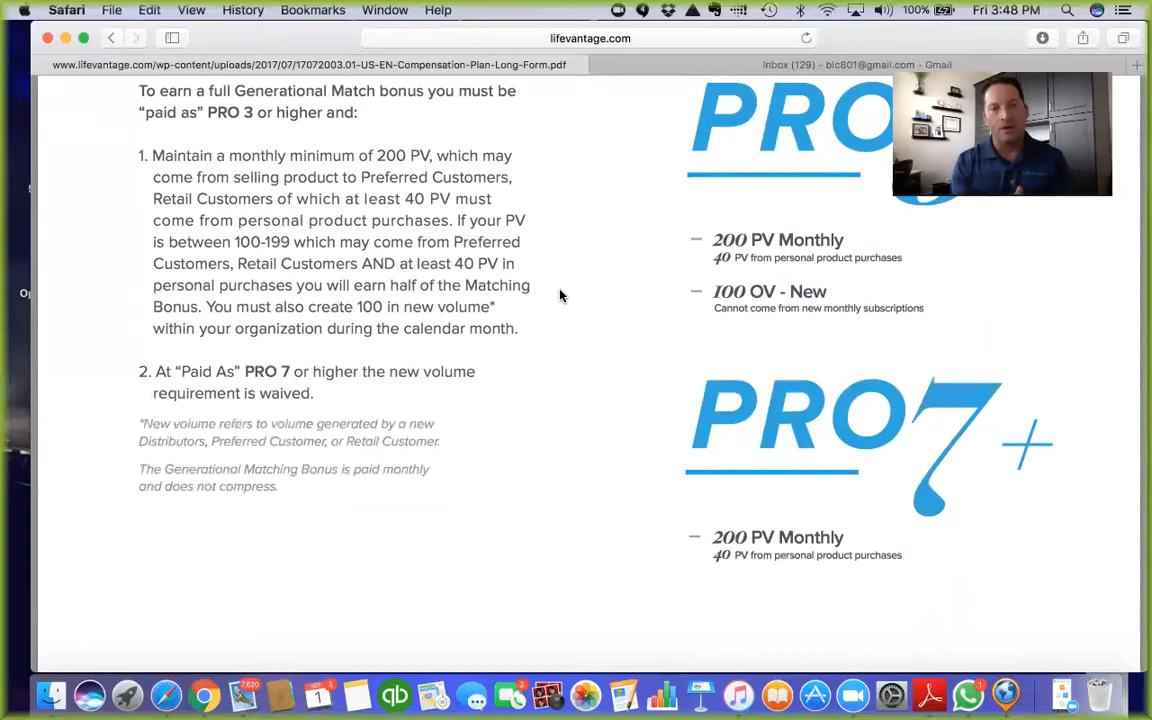 Safari File Edit View History Bookmarks Window Help 100% Fri 3:48 PM
lifevantage.com
www.lifevantage.com/wp-content/uploads/2017/07/17072003.01-US-EN-Compensation-Plan-Long-Form.pdf
Inbox (129) - blc801@gmail.com - Gmail
To earn a full Generational Match bonus you must be
“paid as” PRO 3 or higher and:
1. Maintain a monthly minimum of 200 PV, which may
come from selling product to Preferred Customers,
Retail Customers of which at least 40 PV must
come from personal product purchases. If your PV
is between 100-199 which may come from Preferred
Customers, Retail Customers AND at least 40 PV in
personal purchases you will earn half of the Matching
Bonus. You must also create 100 in new volume*
within your organization during the calendar month.
2. At “Paid As” PRO 7 or higher the new volume
requirement is waived.
*New volume refers to volume generated by a new
Distributors, Preferred Customer, or Retail Customer.
The Generational Matching Bonus is paid monthly
and does not compress.
PRO
200 PV Monthly
40 PV from personal product purchases
100 OV - New
Cannot come from new monthly subscriptions
PRO 7+
200 PV Monthly
40 PV from personal product purchases
7,620
SEP 3
1
2
1